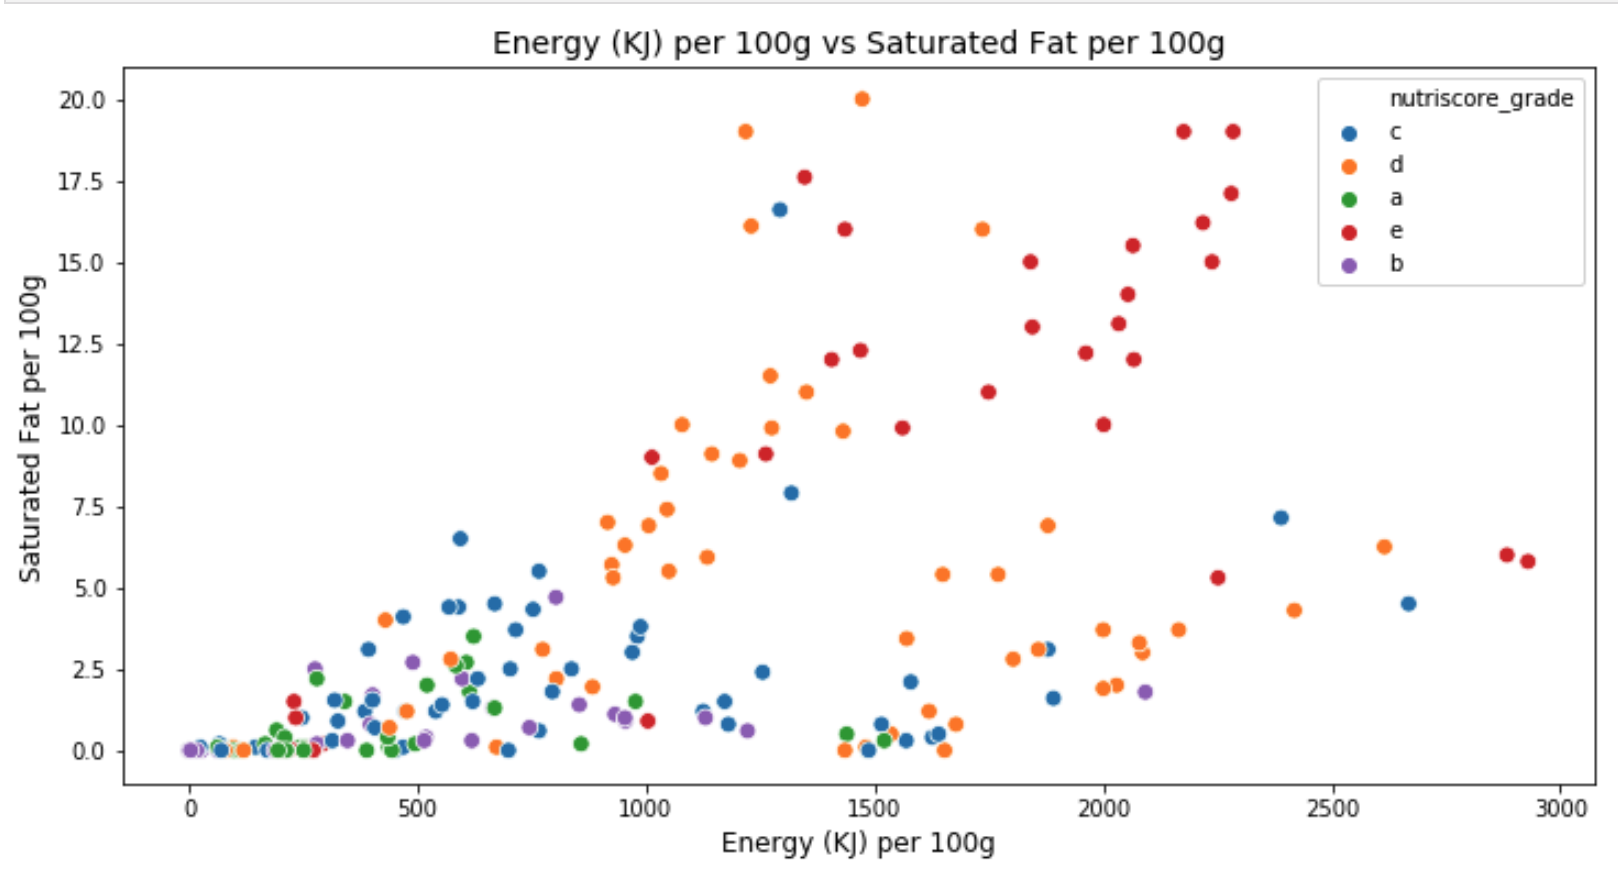 Energy (KJ) per 100g vs Saturated Fat per 100g
nutriscore_grade
c
d
a
e
b
Saturated Fat per 100g
20.0
17.5
15.0
12.5
10.0
7.5
5.0
2.5
0.0
0 500 1000 1500 2000 2500 3000
Energy (KJ) per 100g